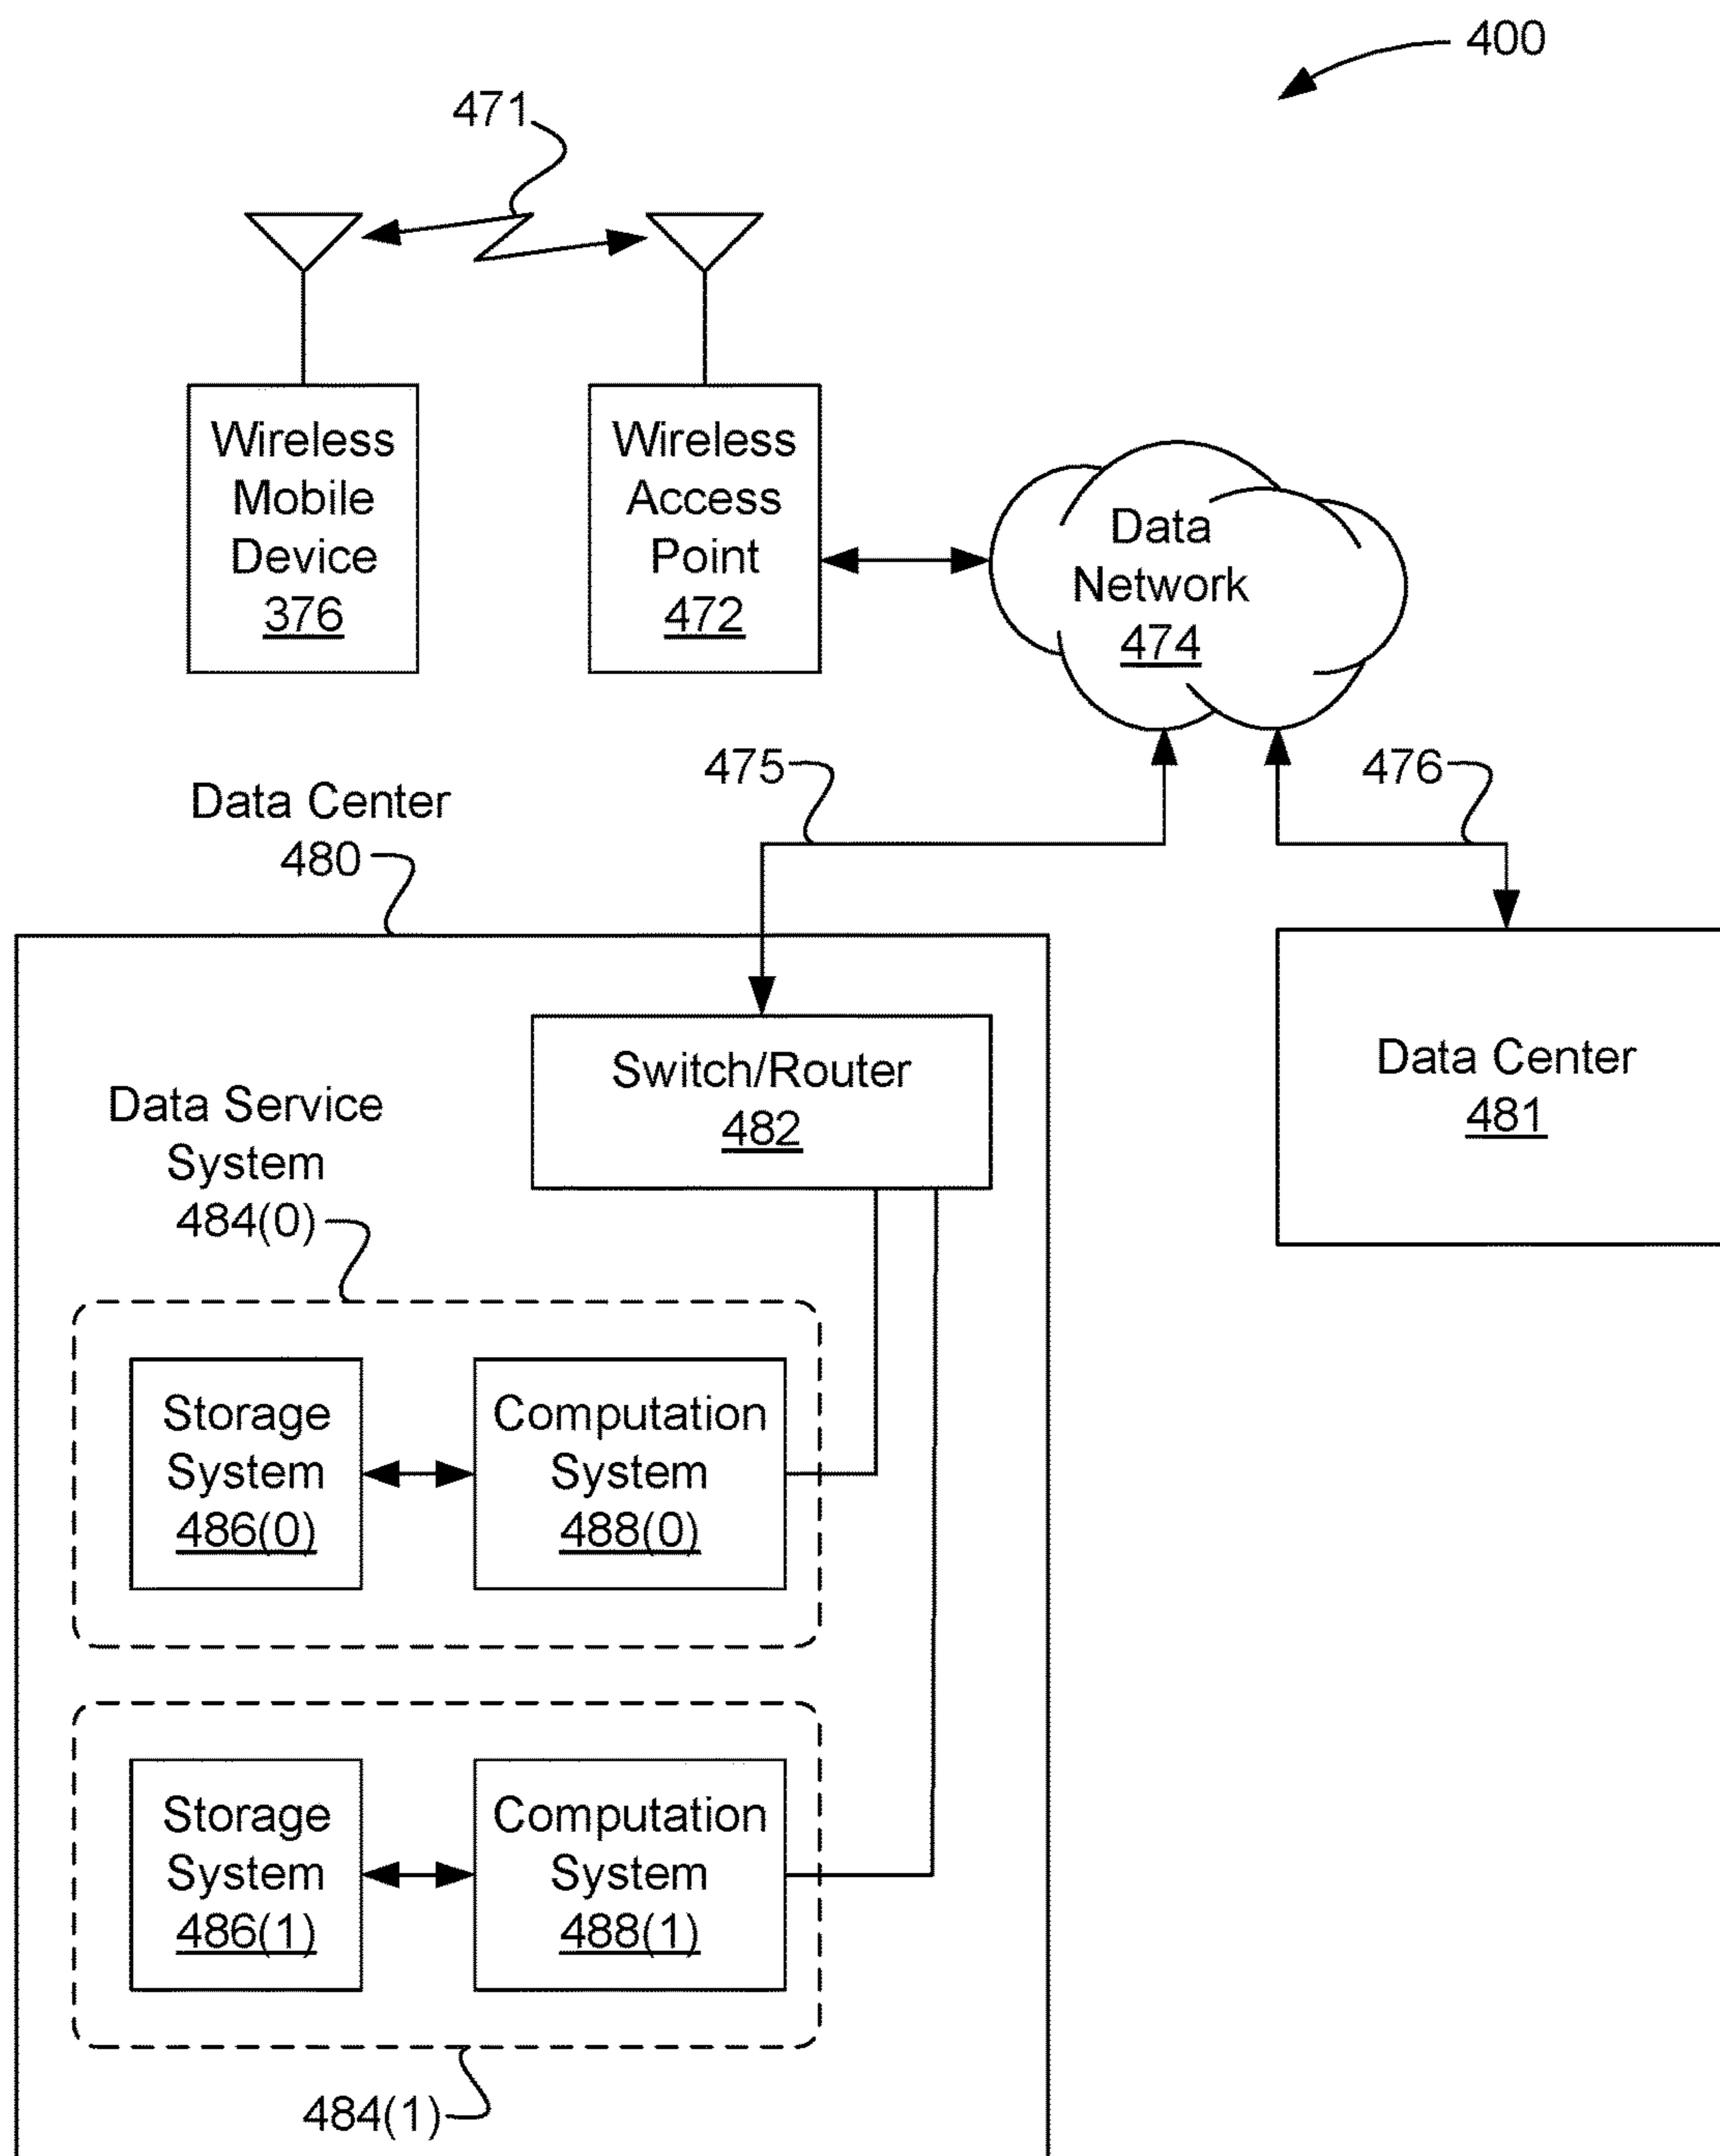 400
471
Wireless
Mobile
Device
376
Wireless
Access
Point
472
Data
Network
474
475
476
Data Center
480
Switch/Router
482
Data Center
481
Data Service
System
484(0)
Storage
System
486(0)
Computation
System
488(0)
Storage
System
486(1)
Computation
System
488(1)
484(1)